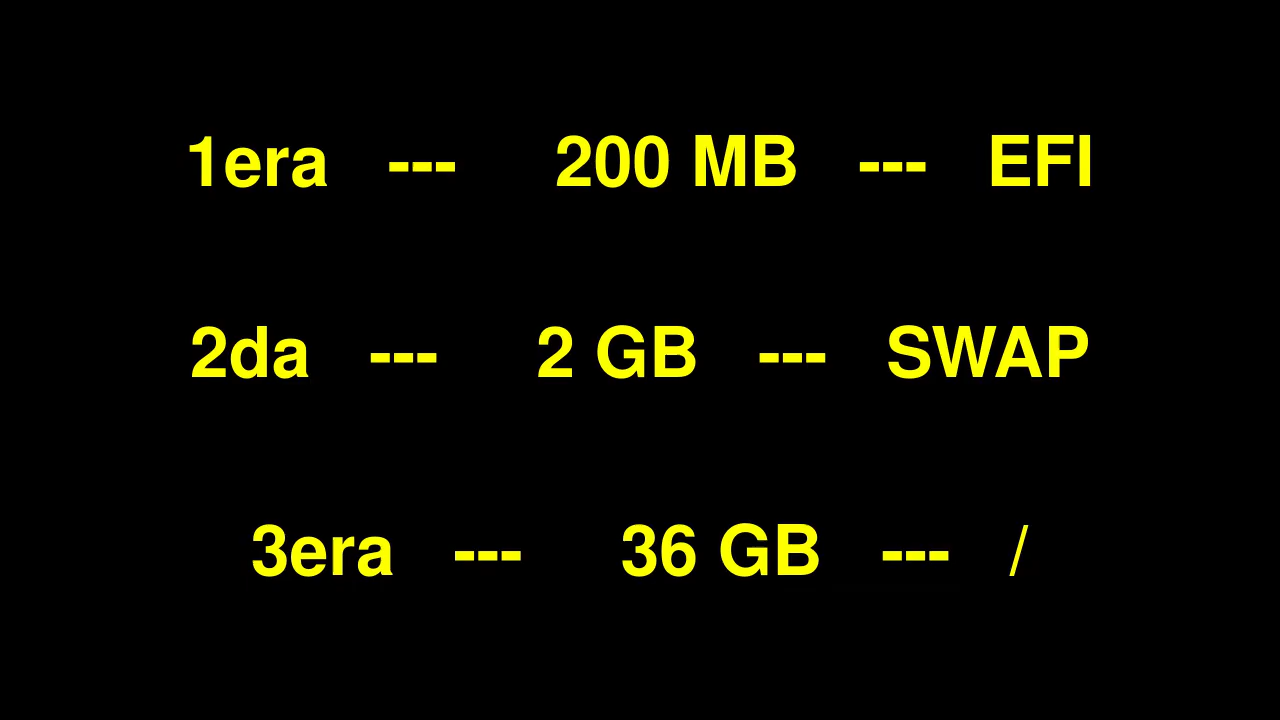 1era --- 200 MB --- EFI
2da --- 2 GB --- SWAP
3era --- 36 GB --- /